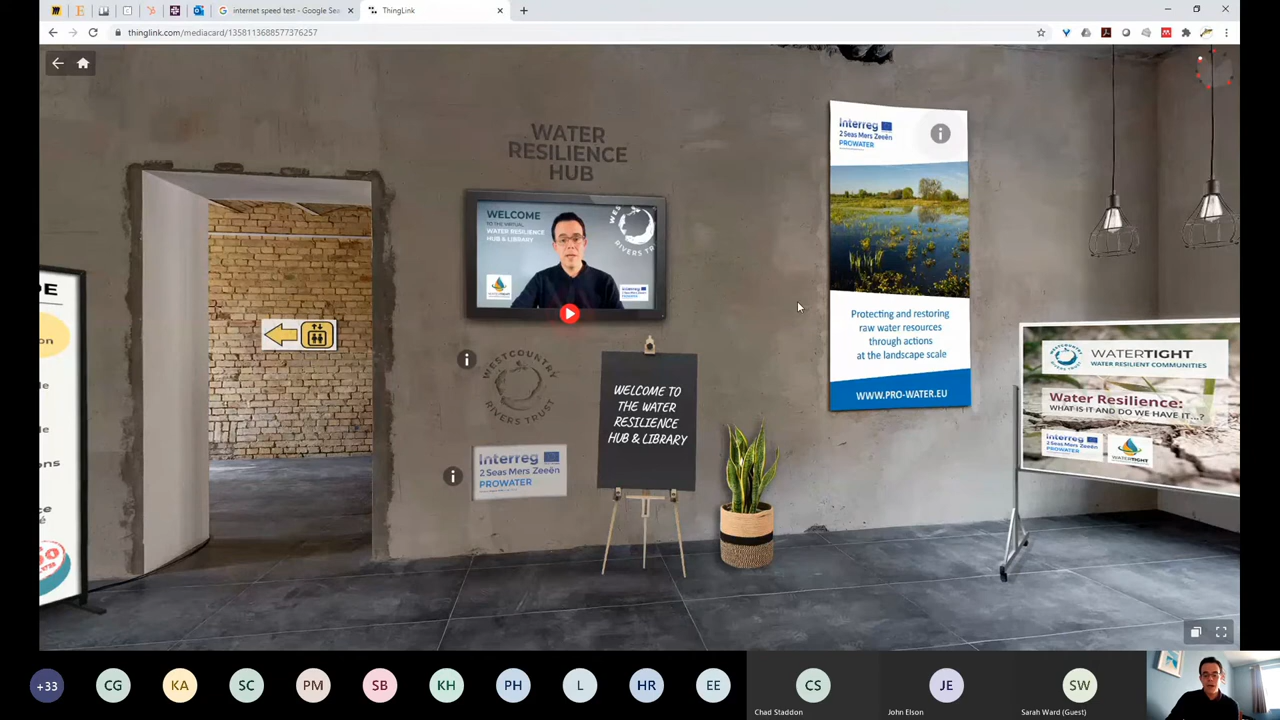 internet speed test - Google Sea
ThingLink
thinglink.com/mediacard/1358113688577376257
WATER
RESILIENCE
HUB
WELCOME
TO THE VIRTUAL
WATER RESILIENCE
HUB & LIBRARY
WESTCOUNTRY
RIVERS TRUST
Interreg
2 Seas Mers Zeeën
PROWATER
WELCOME TO
THE WATER
RESILIENCE
HUB & LIBRARY
Interreg
2 Seas Mers Zeeën
PROWATER
Protecting and restoring
raw water resources
through actions
at the landscape scale
WWW.PRO-WATER.EU
WATERTIGHT
WATER RESILIENT COMMUNITIES
Water Resilience:
WHAT IS IT AND DO WE HAVE IT...?
Interreg
2 Seas Mers Zeeën
PROWATER
WATERTIGHT
+33
CG
KA
SC
PM
SB
KH
PH
L
HR
EE
CS
Chad Staddon
JE
John Elson
SW
Sarah Ward (Guest)